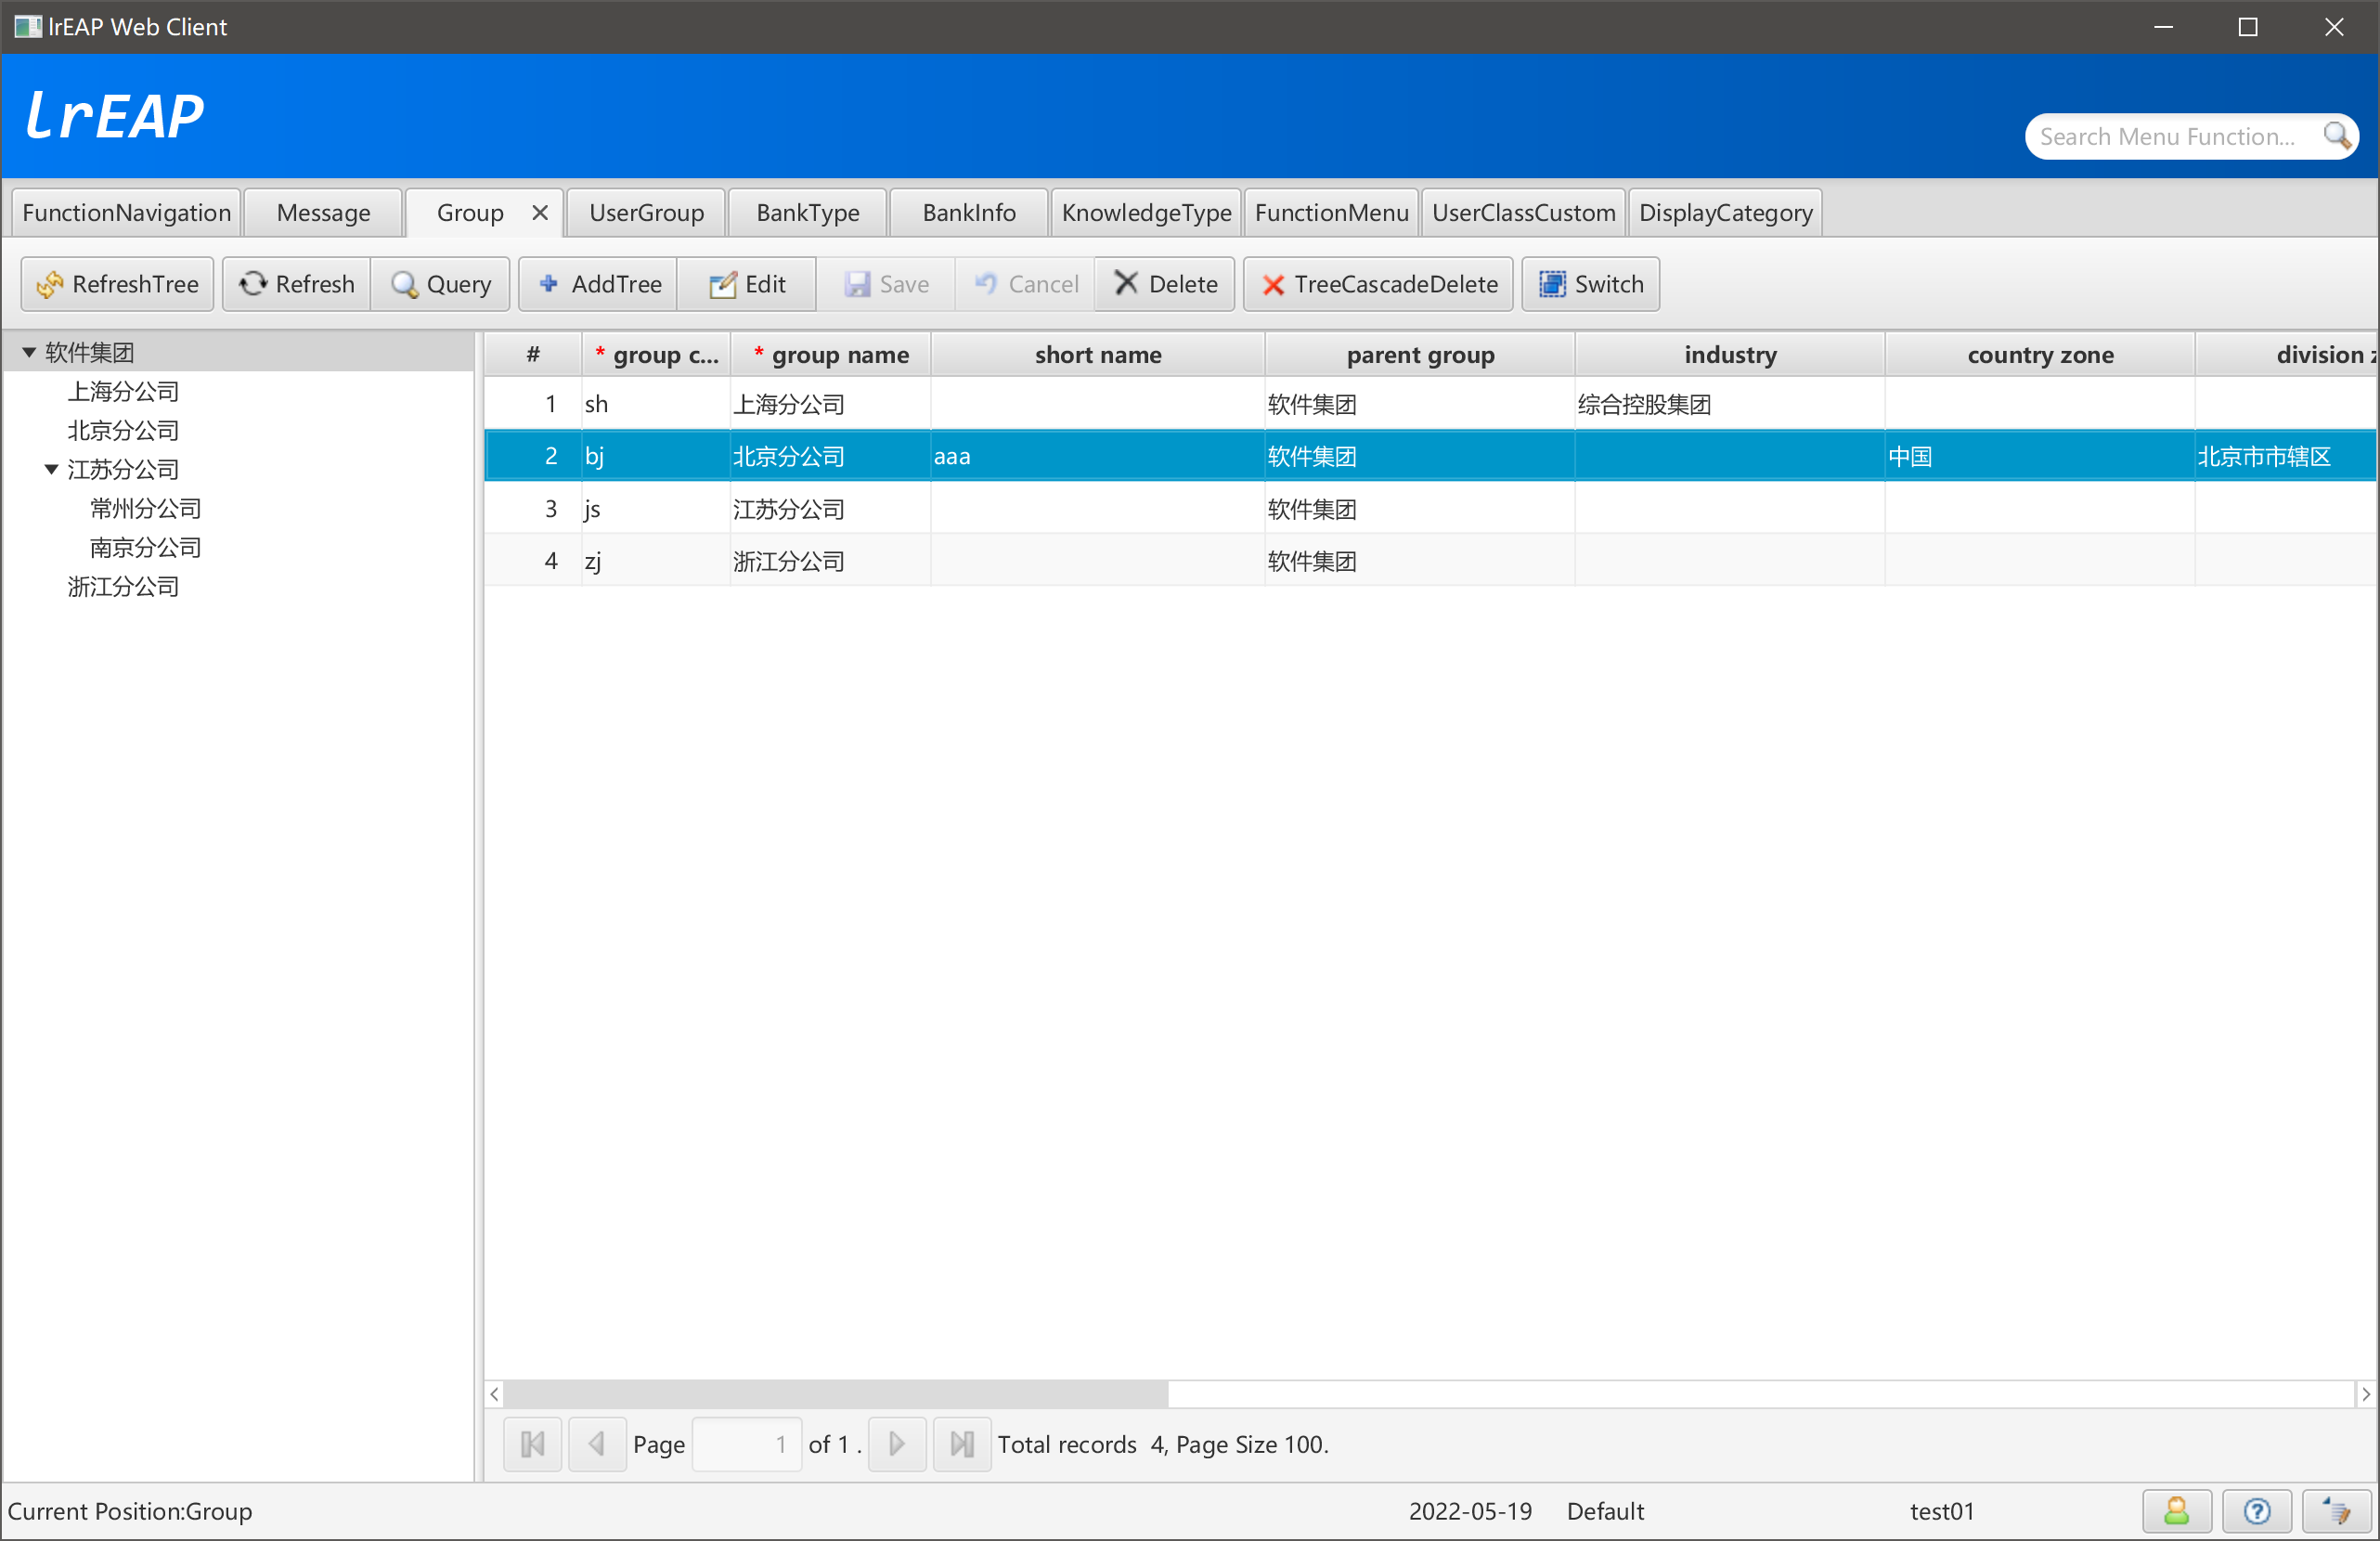 lrEAP Web Client
lrEAP
Search Menu Function...
FunctionNavigation Message Group UserGroup BankType BankInfo KnowledgeType FunctionMenu UserClassCustom DisplayCategory
RefreshTree Refresh Query AddTree Edit Save Cancel Delete TreeCascadeDelete Switch
软件集团
上海分公司
北京分公司
江苏分公司
常州分公司
南京分公司
浙江分公司
# * group c... * group name short name parent group industry country zone division z
1 sh 上海分公司 软件集团 综合控股集团
2 bj 北京分公司 aaa 软件集团 中国 北京市市辖区
3 js 江苏分公司 软件集团
4 zj 浙江分公司 软件集团
Page 1 of 1 . Total records 4, Page Size 100.
Current Position:Group 2022-05-19 Default test01